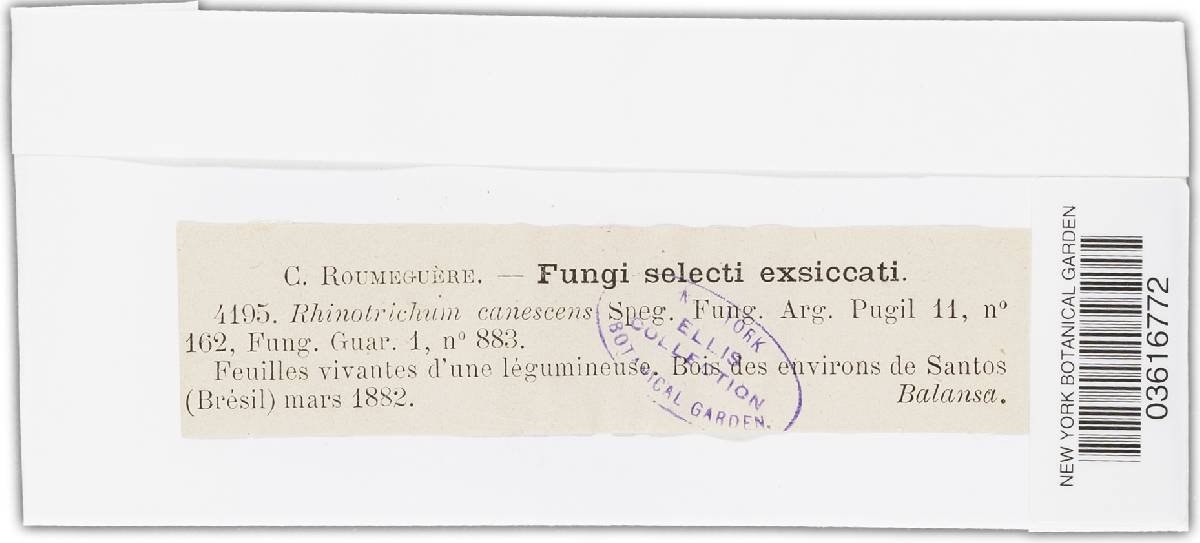 C. ROUMEGUÈRE. — Fungi selecti exsiccati.
4195. Rhinotrichum canescens Speg. Fung. Arg. Pugil 11, nº
162, Fung. Guar. 1, nº 883.
Feuilles vivantes d'une légumineuse. Bois des environs de Santos
(Brésil) mars 1882. Balansa.
YORK
ELLIS
COLLECTION
BOTANICAL GARDEN.
NEW YORK BOTANICAL GARDEN
03616772